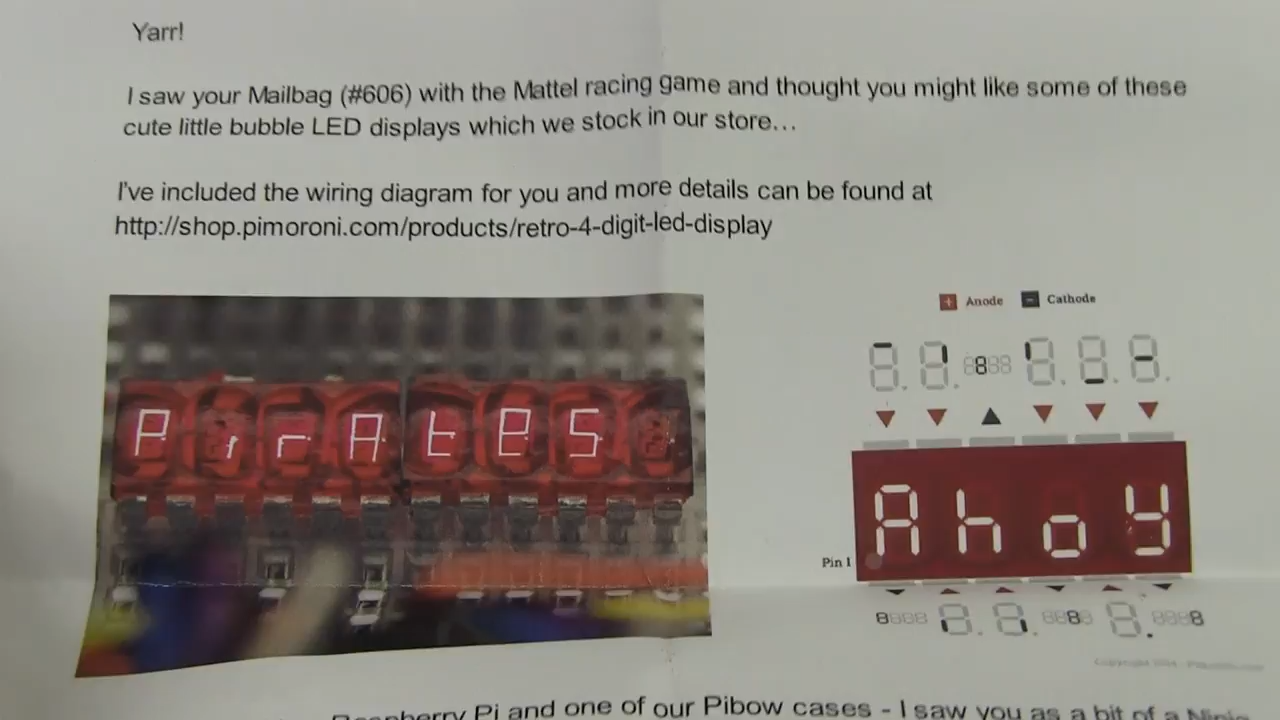 Yarr!
I saw your Mailbag (#606) with the Mattel racing game and thought you might like some of these
cute little bubble LED displays which we stock in our store...
I've included the wiring diagram for you and more details can be found at
http://shop.pimoroni.com/products/retro-4-digit-led-display
+ Anode - Cathode
PirAtES
Ahoy
Pin 1
Raspberry Pi and one of our Pibow cases - I saw you as a bit of a Ninja